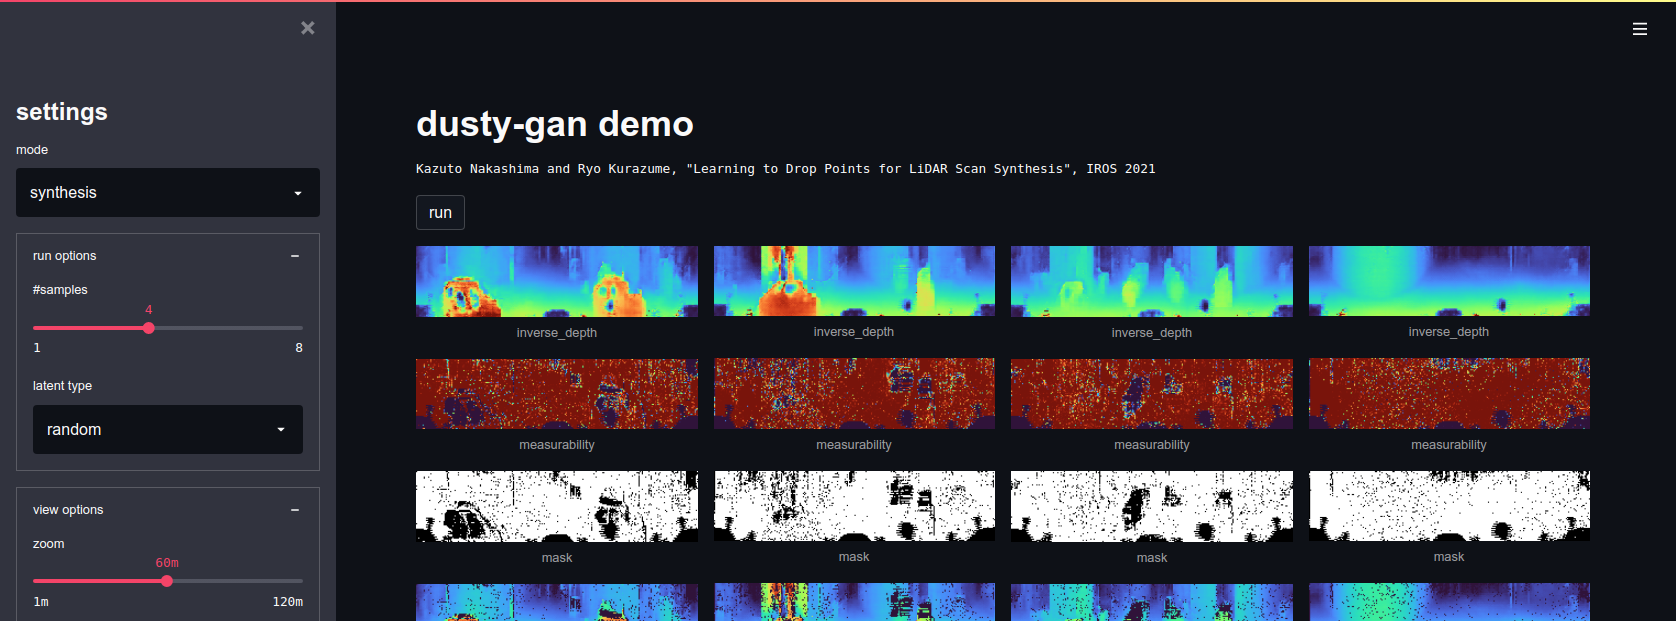 settings
mode
synthesis
run options
#samples
4
1 8
latent type
random
view options
zoom
60m
1m 120m
dusty-gan demo
Kazuto Nakashima and Ryo Kurazume, "Learning to Drop Points for LiDAR Scan Synthesis", IROS 2021
run
inverse_depth inverse_depth inverse_depth inverse_depth
measurability measurability measurability measurability
mask mask mask mask